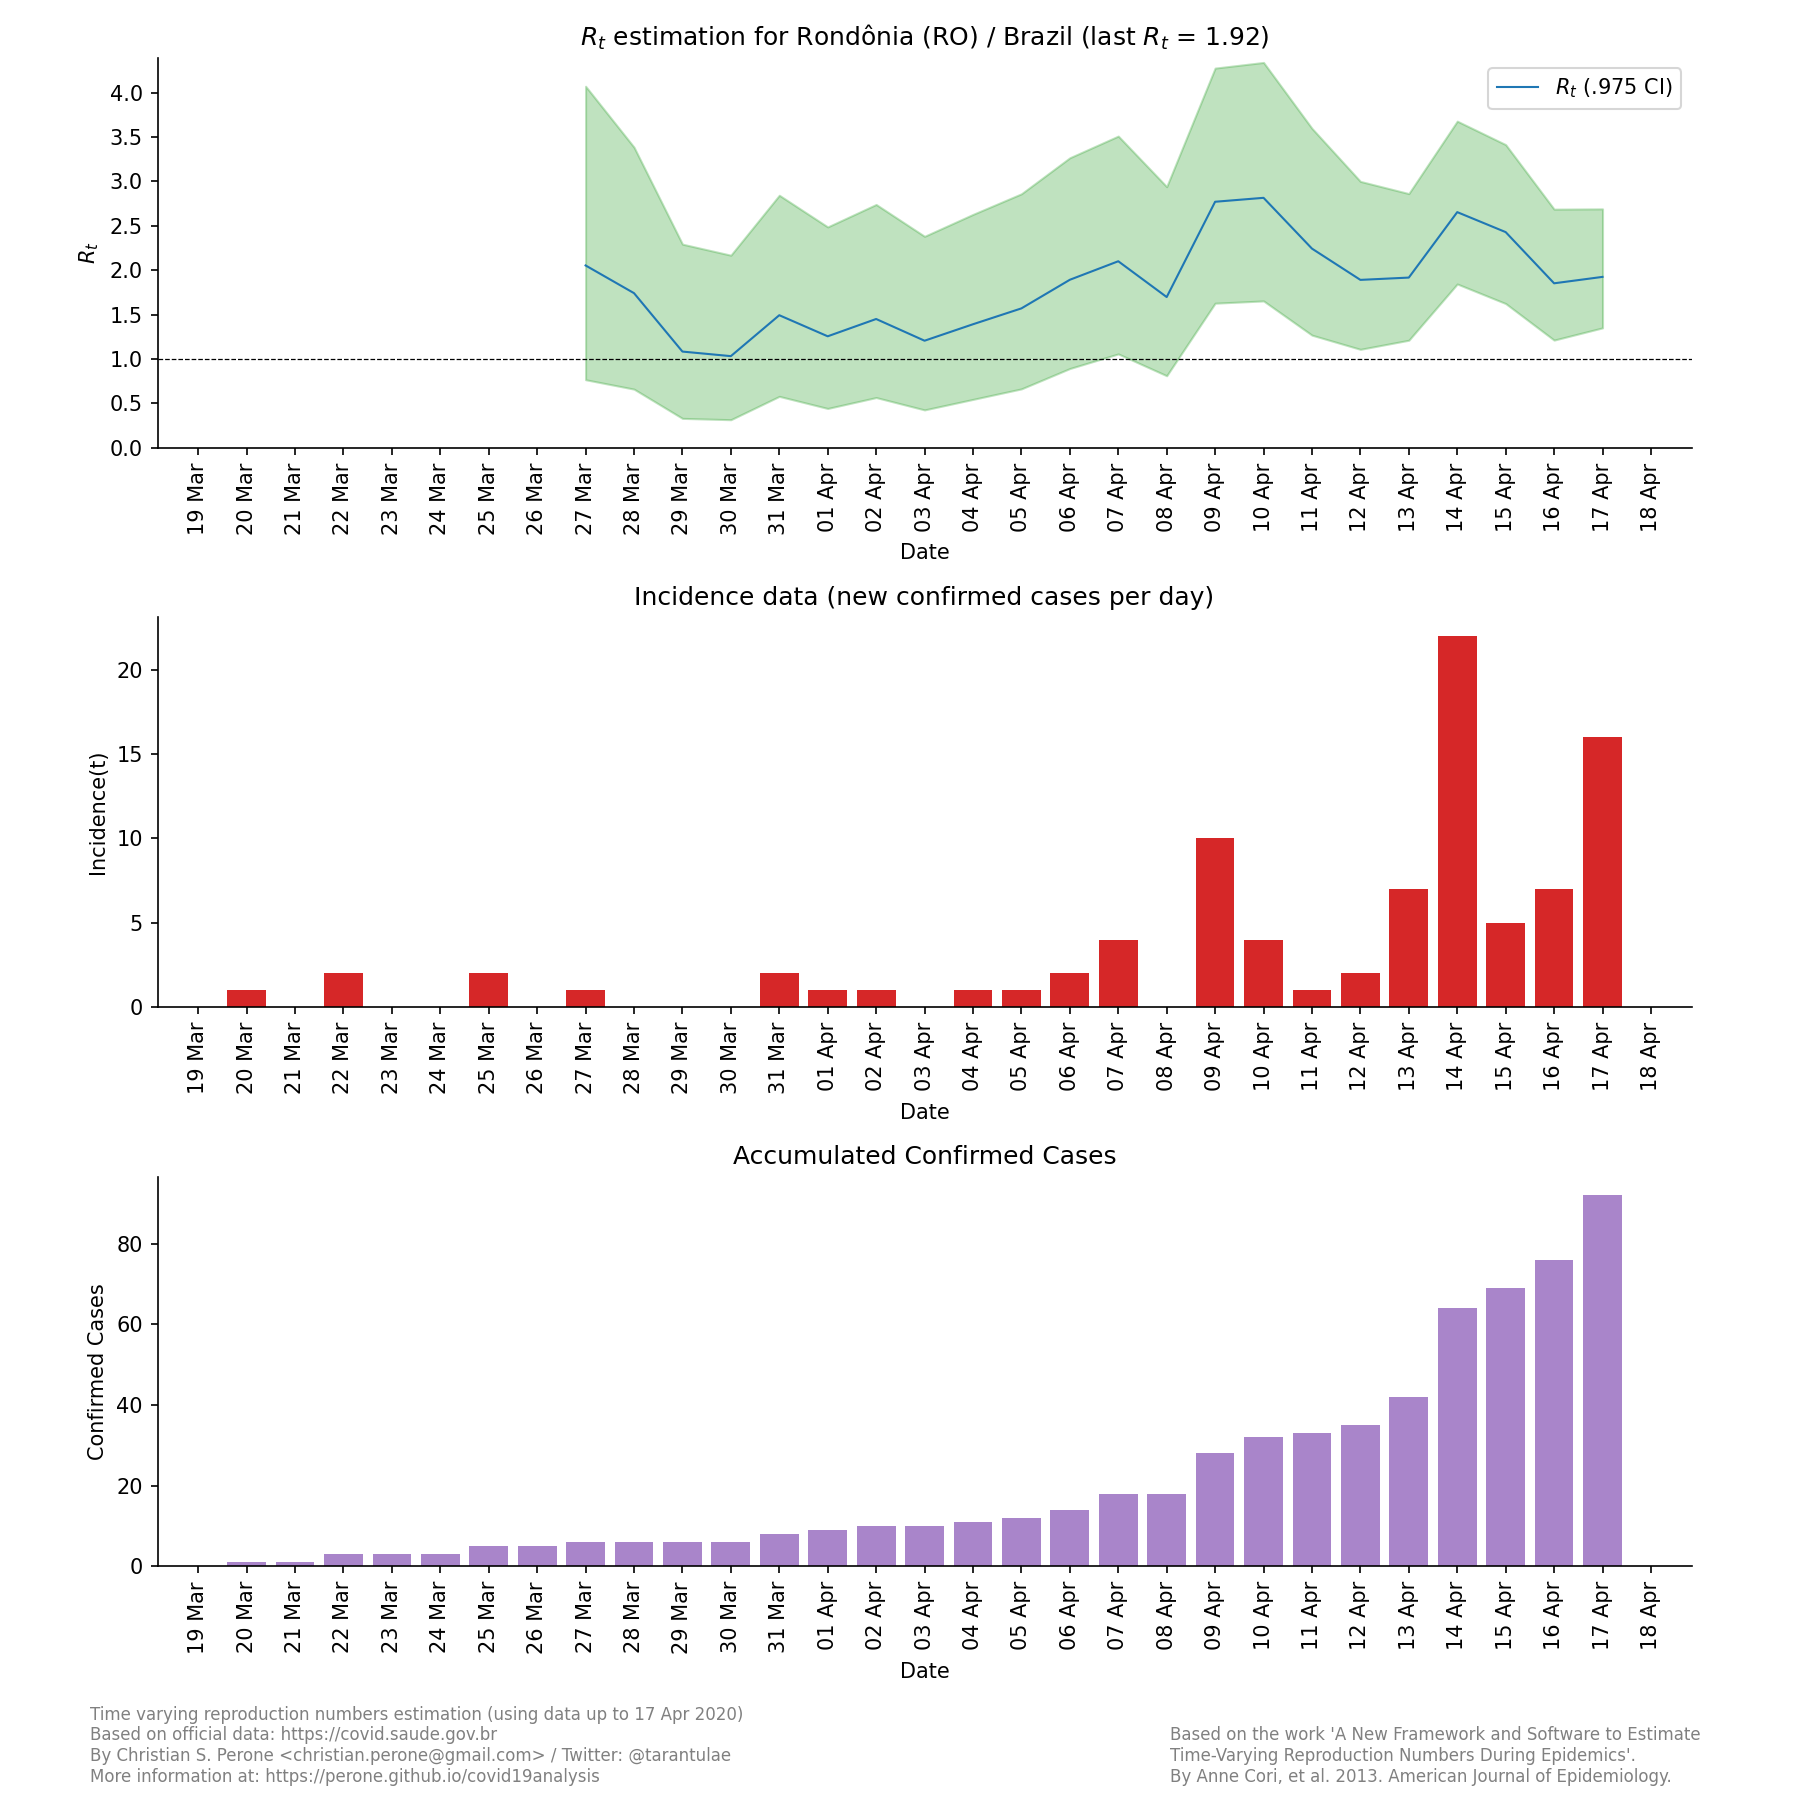 Rt estimation for Rondônia (RO) / Brazil (last Rt = 1.92)
Rt (.975 CI)
Rt
4.0
3.5
3.0
2.5
2.0
1.5
1.0
0.5
0.0
19 Mar 20 Mar 21 Mar 22 Mar 23 Mar 24 Mar 25 Mar 26 Mar 27 Mar 28 Mar 29 Mar 30 Mar 31 Mar 01 Apr 02 Apr 03 Apr 04 Apr 05 Apr 06 Apr 07 Apr 08 Apr 09 Apr 10 Apr 11 Apr 12 Apr 13 Apr 14 Apr 15 Apr 16 Apr 17 Apr 18 Apr
Date
Incidence data (new confirmed cases per day)
Incidence(t)
20
15
10
5
0
19 Mar 20 Mar 21 Mar 22 Mar 23 Mar 24 Mar 25 Mar 26 Mar 27 Mar 28 Mar 29 Mar 30 Mar 31 Mar 01 Apr 02 Apr 03 Apr 04 Apr 05 Apr 06 Apr 07 Apr 08 Apr 09 Apr 10 Apr 11 Apr 12 Apr 13 Apr 14 Apr 15 Apr 16 Apr 17 Apr 18 Apr
Date
Accumulated Confirmed Cases
Confirmed Cases
80
60
40
20
0
19 Mar 20 Mar 21 Mar 22 Mar 23 Mar 24 Mar 25 Mar 26 Mar 27 Mar 28 Mar 29 Mar 30 Mar 31 Mar 01 Apr 02 Apr 03 Apr 04 Apr 05 Apr 06 Apr 07 Apr 08 Apr 09 Apr 10 Apr 11 Apr 12 Apr 13 Apr 14 Apr 15 Apr 16 Apr 17 Apr 18 Apr
Date
Time varying reproduction numbers estimation (using data up to 17 Apr 2020)
Based on official data: https://covid.saude.gov.br
By Christian S. Perone <christian.perone@gmail.com> / Twitter: @tarantulae
More information at: https://perone.github.io/covid19analysis
Based on the work 'A New Framework and Software to Estimate
Time-Varying Reproduction Numbers During Epidemics'.
By Anne Cori, et al. 2013. American Journal of Epidemiology.